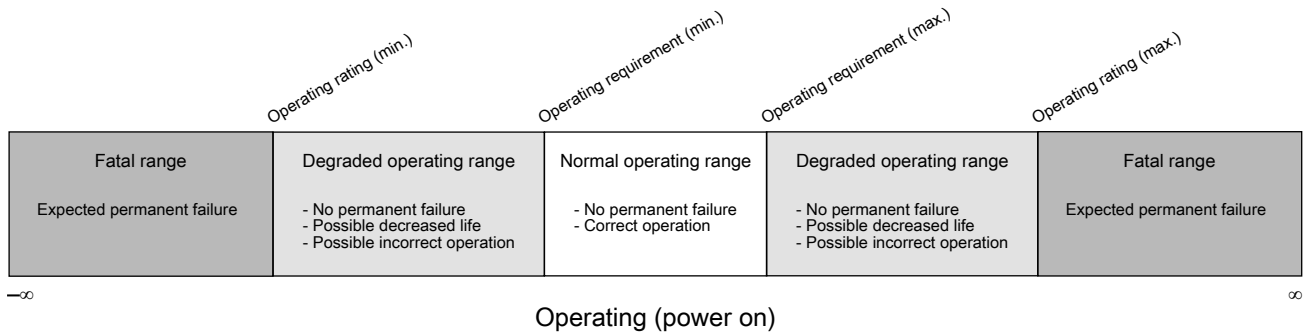 Operating rating (min.)
Operating requirement (min.)
Operating requirement (max.)
Operating rating (max.)
Fatal range
Expected permanent failure
Degraded operating range
- No permanent failure
- Possible decreased life
- Possible incorrect operation
Normal operating range
- No permanent failure
- Correct operation
Degraded operating range
- No permanent failure
- Possible decreased life
- Possible incorrect operation
Fatal range
Expected permanent failure
–∞
∞
Operating (power on)